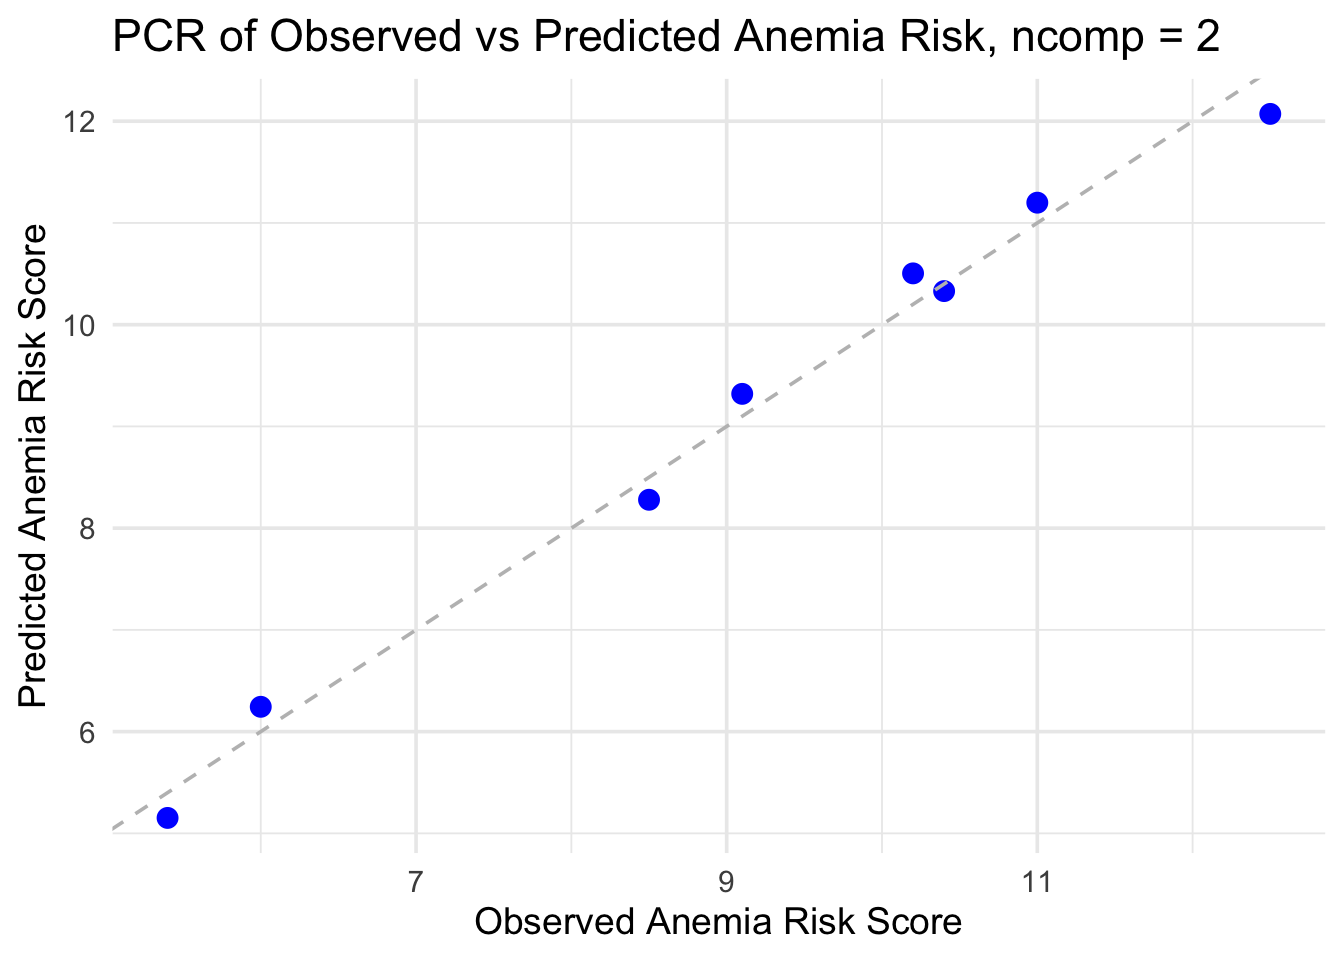 PCR of Observed vs Predicted Anemia Risk, ncomp = 2
12
10
8
6
Predicted Anemia Risk Score
7 9 11
Observed Anemia Risk Score